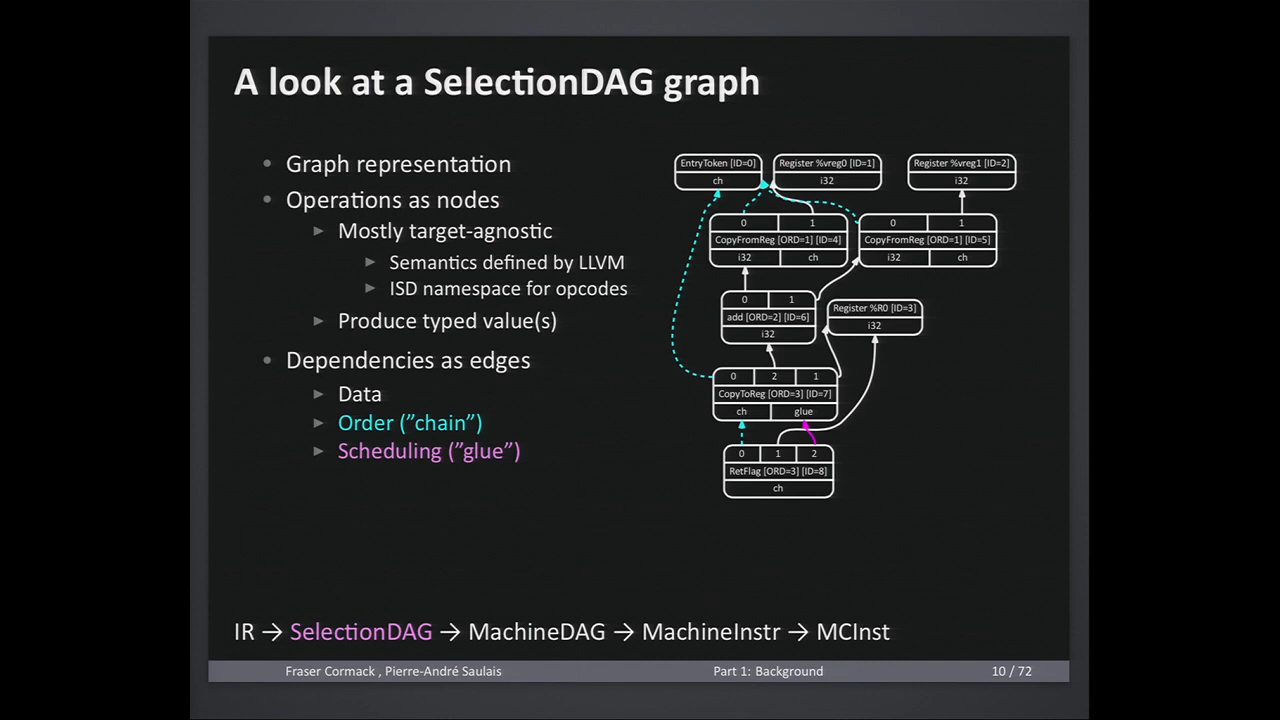 A look at a SelectionDAG graph
• Graph representation
• Operations as nodes
▶ Mostly target-agnostic
▶ Semantics defined by LLVM
▶ ISD namespace for opcodes
▶ Produce typed value(s)
• Dependencies as edges
▶ Data
▶ Order (”chain”)
▶ Scheduling (”glue”)
EntryToken [ID=0]
ch
Register %vreg0 [ID=1]
i32
Register %vreg1 [ID=2]
i32
0 1
CopyFromReg [ORD=1] [ID=4]
i32 ch
0 1
CopyFromReg [ORD=1] [ID=5]
i32 ch
0 1
add [ORD=2] [ID=6]
i32
Register %R0 [ID=3]
i32
0 2 1
CopyToReg [ORD=3] [ID=7]
ch glue
0 1 2
RetFlag [ORD=3] [ID=8]
ch
IR → SelectionDAG → MachineDAG → MachineInstr → MCInst
Fraser Cormack , Pierre-André Saulais Part 1: Background 10 / 72